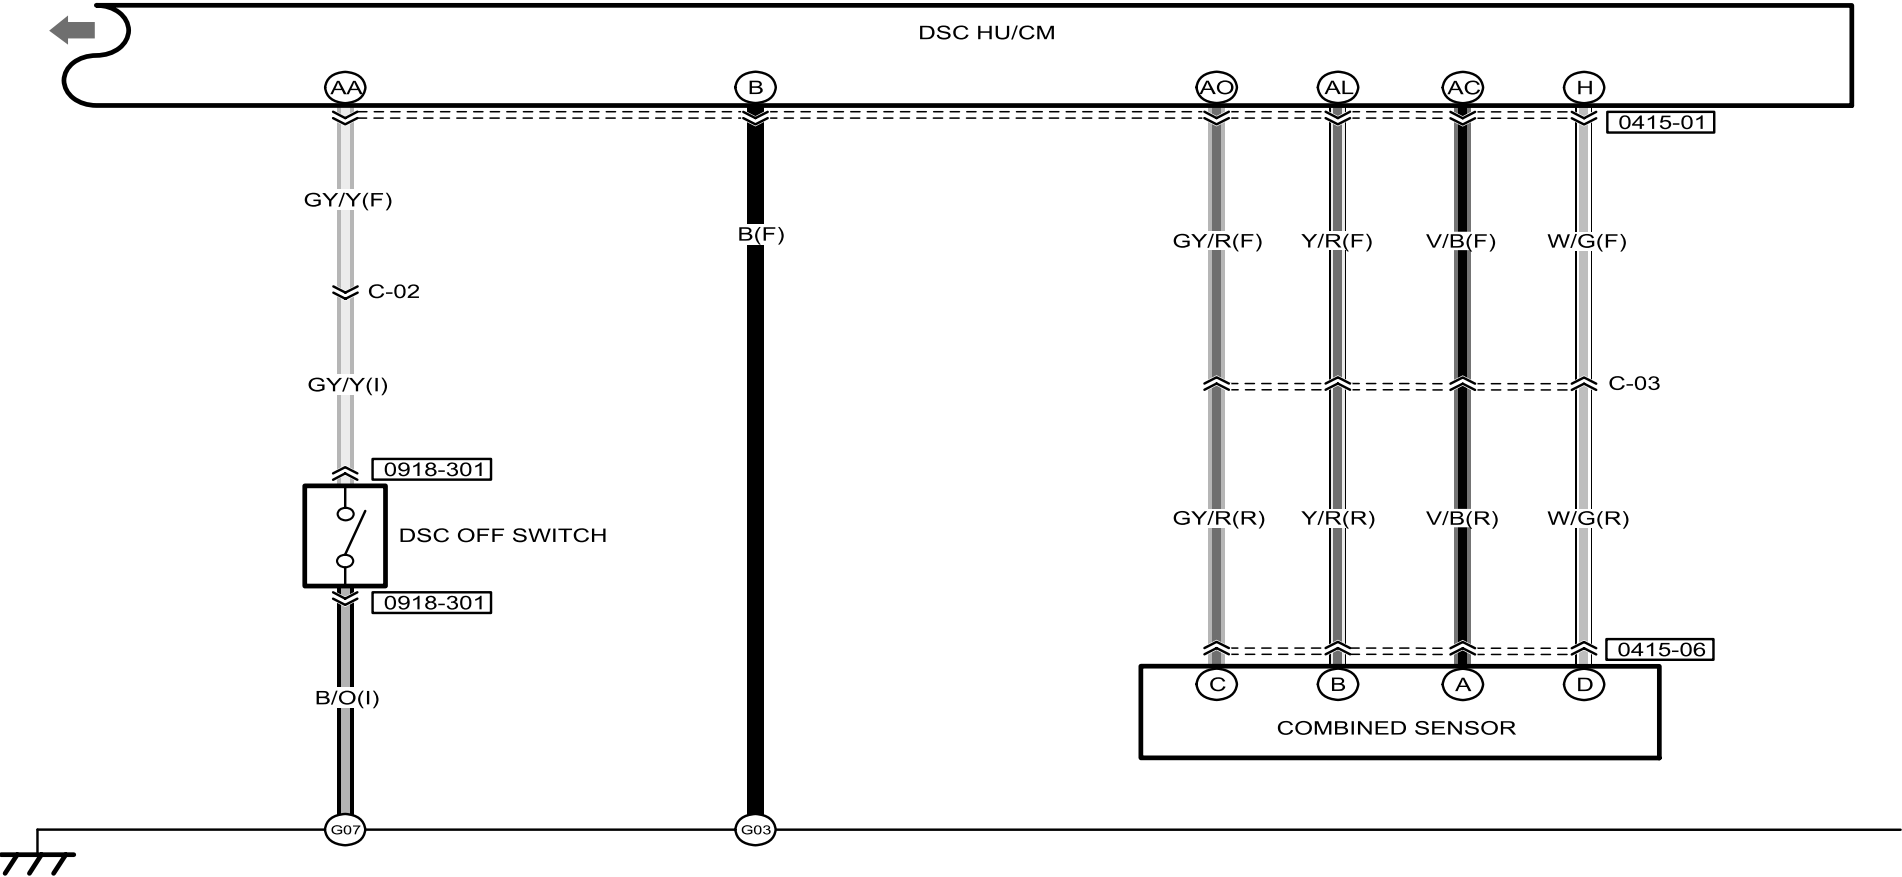 DSC HU/CM
AA B AO AL AC H
0415-01
GY/Y(F)
B(F) GY/R(F) Y/R(F) V/B(F) W/G(F)
C-02
GY/Y(I) C-03
0918-301
DSC OFF SWITCH
GY/R(R) Y/R(R) V/B(R) W/G(R)
0918-301
0415-06
C B A D
B/O(I)
COMBINED SENSOR
G07 G03